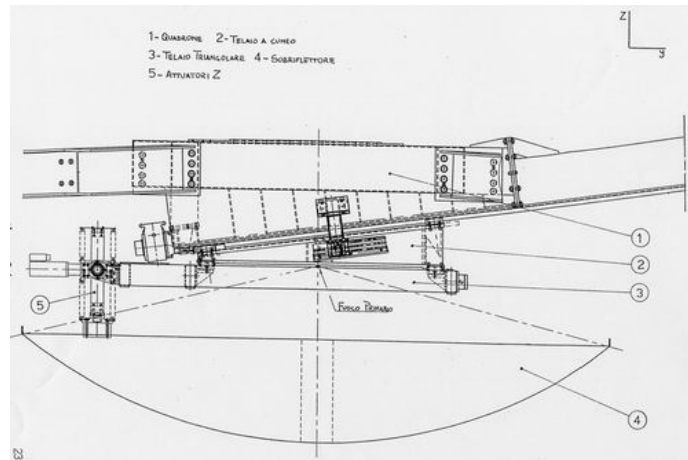 1- QUADRONE 2- TELAIO A CUNEO
3- TELAIO TRIANGOLARE 4- SOBRIFLETTORE
5- ATTUATORI Z
Z
y
1
2
3
5
FUOCO PRIMARIO
4
23